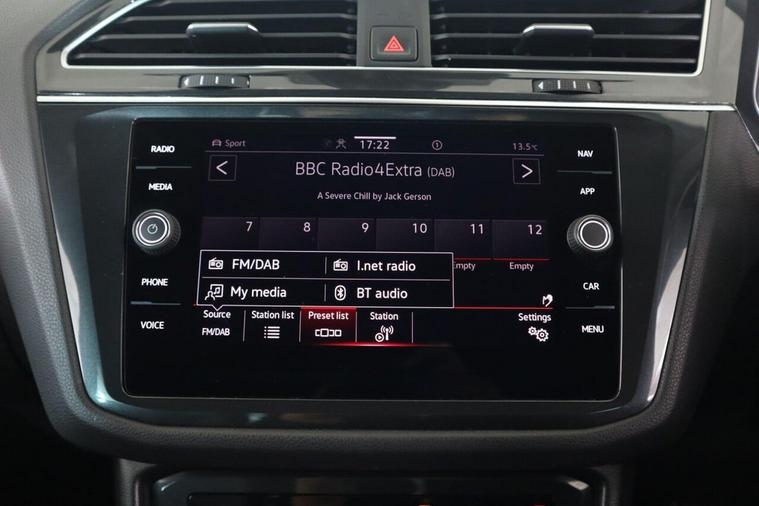 RADIO
MEDIA
PHONE
VOICE
NAV
APP
CAR
MENU
Sport 17:22 13.5°C
BBC Radio4Extra (DAB)
A Severe Chill by Jack Gerson
7 8 9 10 11 12
FM/DAB I.net radio
My media BT audio
Empty
Source Station list Preset list Station Settings
FM/DAB